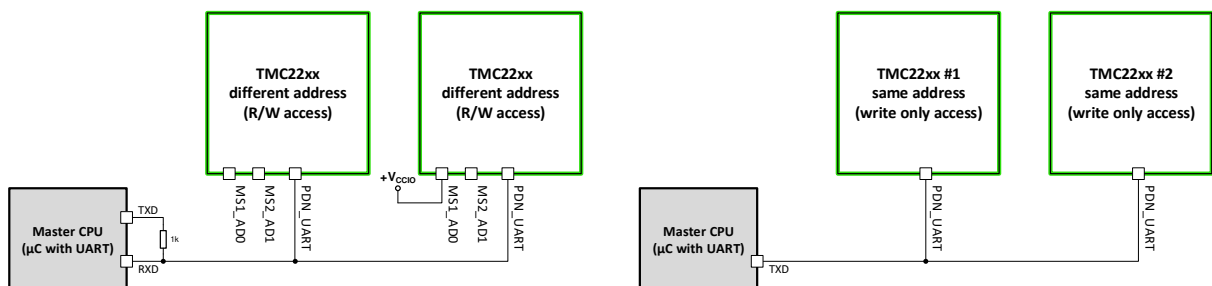 TMC22xx
different address
(R/W access)
TMC22xx
different address
(R/W access)
+VCCIO
MS1_AD0
MS2_AD1
PDN_UART
MS1_AD0
MS2_AD1
PDN_UART
Master CPU
(µC with UART)
TXD
1k
RXD
TMC22xx #1
same address
(write only access)
TMC22xx #2
same address
(write only access)
PDN_UART
PDN_UART
Master CPU
(µC with UART)
TXD